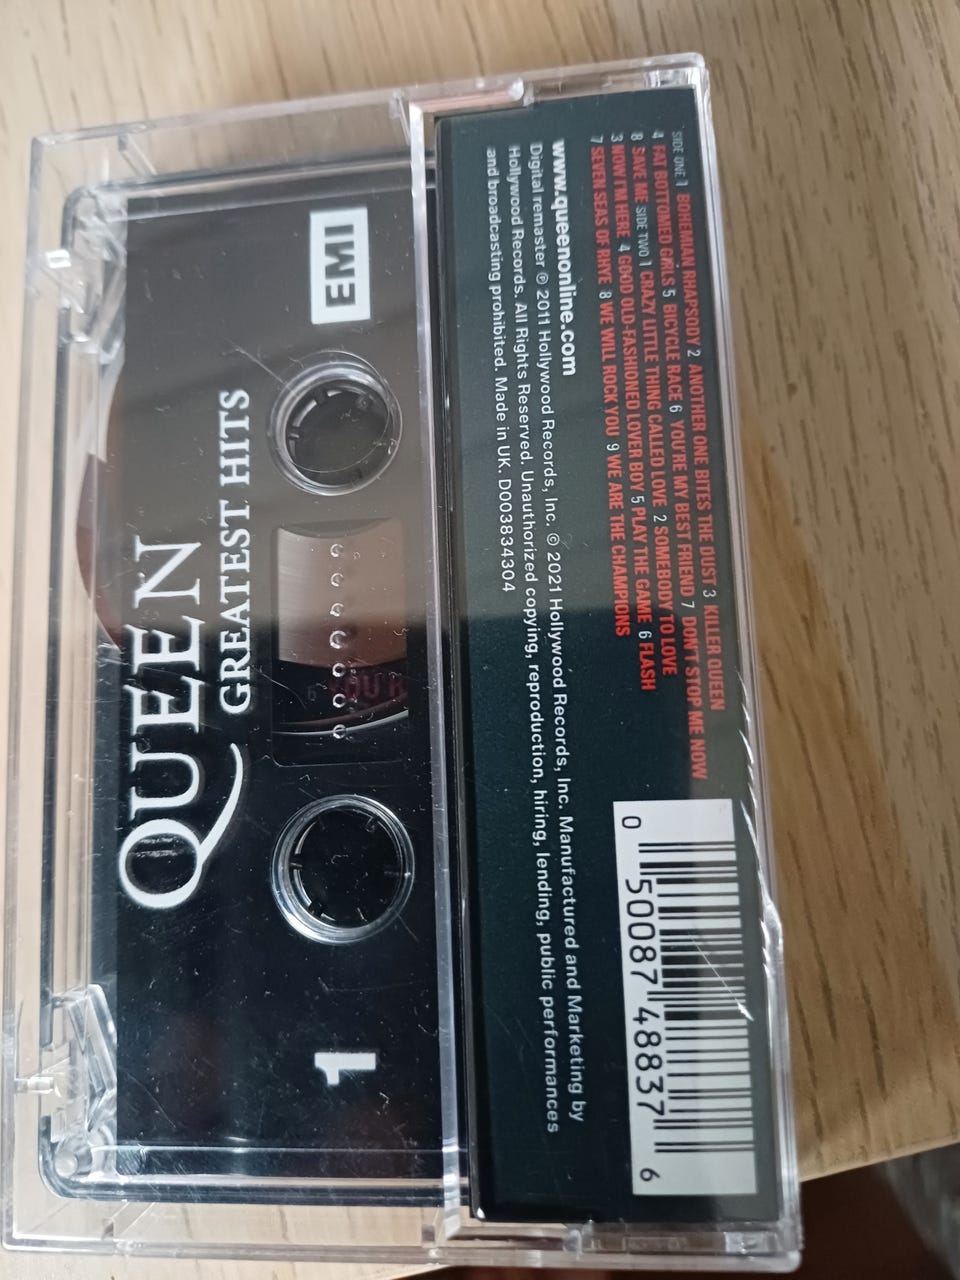 SIDE ONE 1 BOHEMIAN RHAPSODY 2 ANOTHER ONE BITES THE DUST 3 KILLER QUEEN
4 FAT BOTTOMED GIRLS 5 BICYCLE RACE 6 YOU'RE MY BEST FRIEND 7 DON'T STOP ME NOW
8 SAVE ME SIDE TWO 1 CRAZY LITTLE THING CALLED LOVE 2 SOMEBODY TO LOVE
3 NOW I'M HERE 4 GOOD OLD-FASHIONED LOVER BOY 5 PLAY THE GAME 6 FLASH
7 SEVEN SEAS OF RHYE 8 WE WILL ROCK YOU 9 WE ARE THE CHAMPIONS
www.queenonline.com
Digital remaster ℗ 2011 Hollywood Records, Inc. © 2021 Hollywood Records, Inc. Manufactured and Marketing by
Hollywood Records. All Rights Reserved. Unauthorized copying, reproduction, hiring, lending, public performances
and broadcasting prohibited. Made in UK. D003834304
0 50087 48837 6
EMI
QUEEN
GREATEST HITS
1